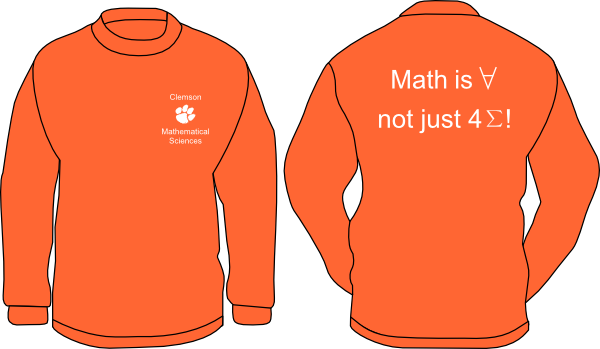 Clemson
Mathematical
Sciences
Math is ∀
not just 4 Σ!